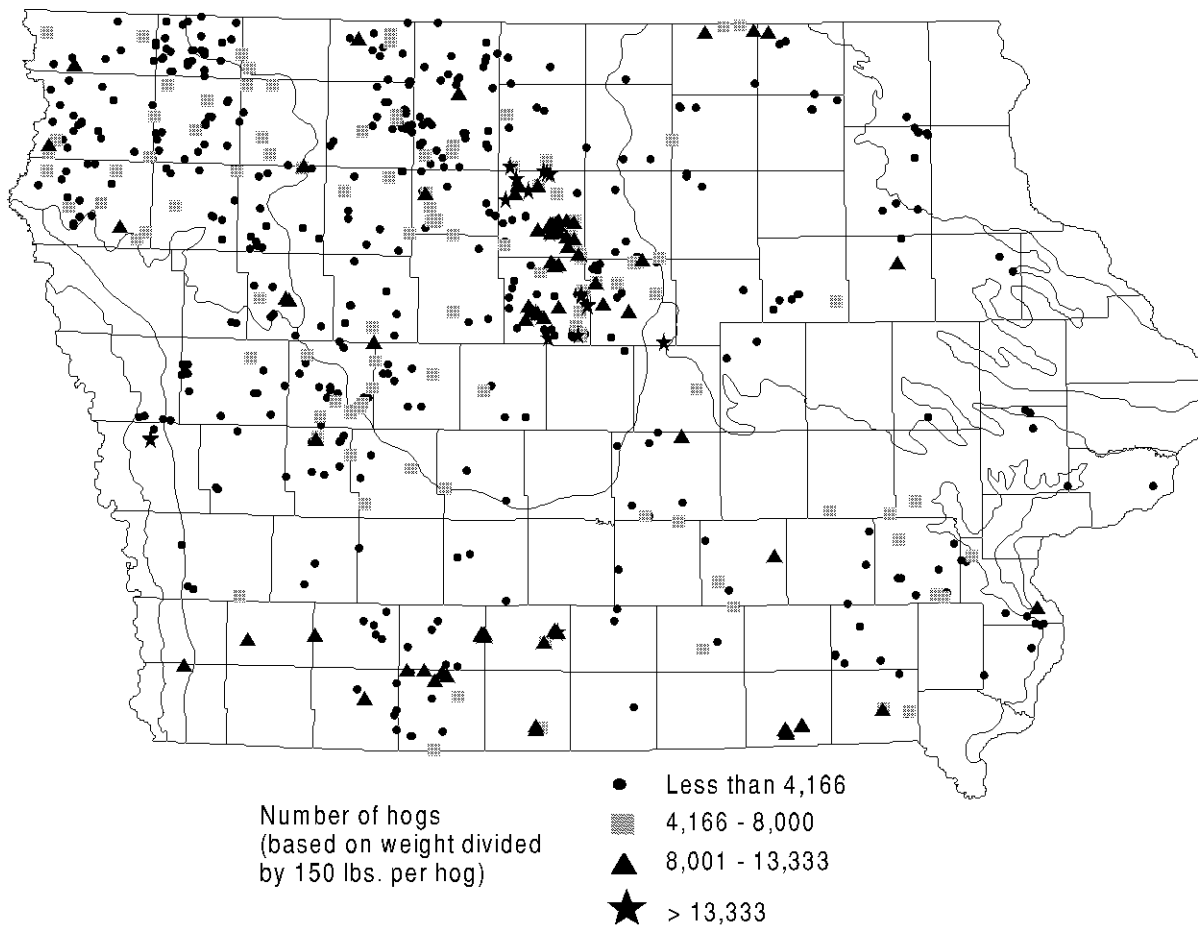 Number of hogs
(based on weight divided
by 150 lbs. per hog)
Less than 4,166
4,166 - 8,000
8,001 - 13,333
> 13,333